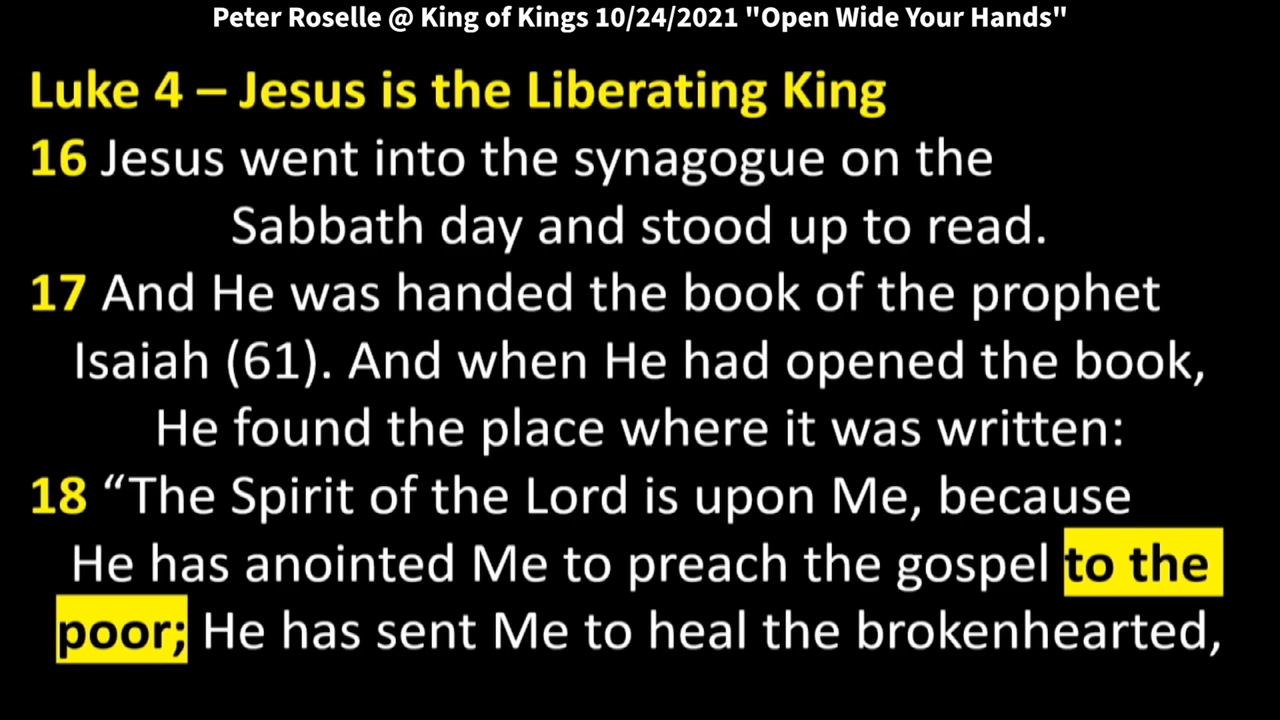 Peter Roselle @ King of Kings 10/24/2021 "Open Wide Your Hands"
Luke 4 – Jesus is the Liberating King
16 Jesus went into the synagogue on the
Sabbath day and stood up to read.
17 And He was handed the book of the prophet
Isaiah (61). And when He had opened the book,
He found the place where it was written:
18 “The Spirit of the Lord is upon Me, because
He has anointed Me to preach the gospel to the
poor; He has sent Me to heal the brokenhearted,